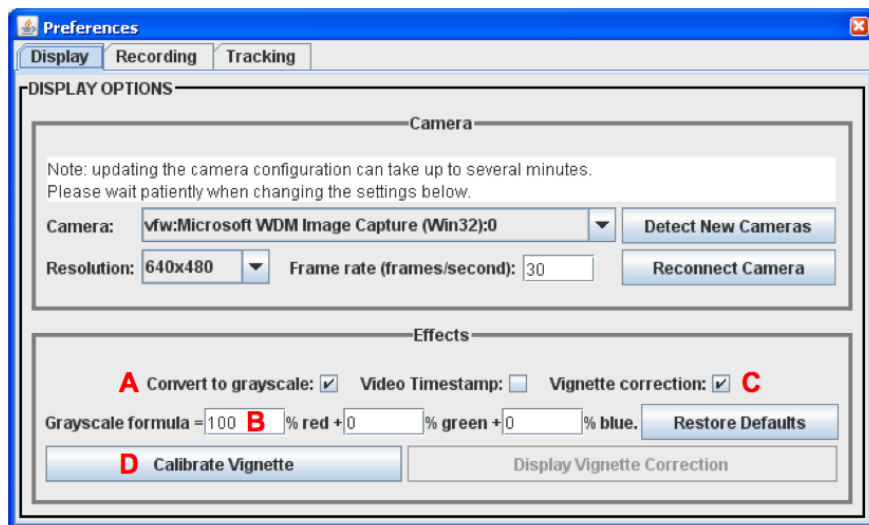 Preferences
Display Recording Tracking
DISPLAY OPTIONS
Camera
Note: updating the camera configuration can take up to several minutes.
Please wait patiently when changing the settings below.
Camera: vfw:Microsoft WDM Image Capture (Win32):0 Detect New Cameras
Resolution: 640x480 Frame rate (frames/second): 30 Reconnect Camera
Effects
A Convert to grayscale: Video Timestamp: Vignette correction: C
Grayscale formula = 100 B % red + 0 % green + 0 % blue. Restore Defaults
D Calibrate Vignette Display Vignette Correction